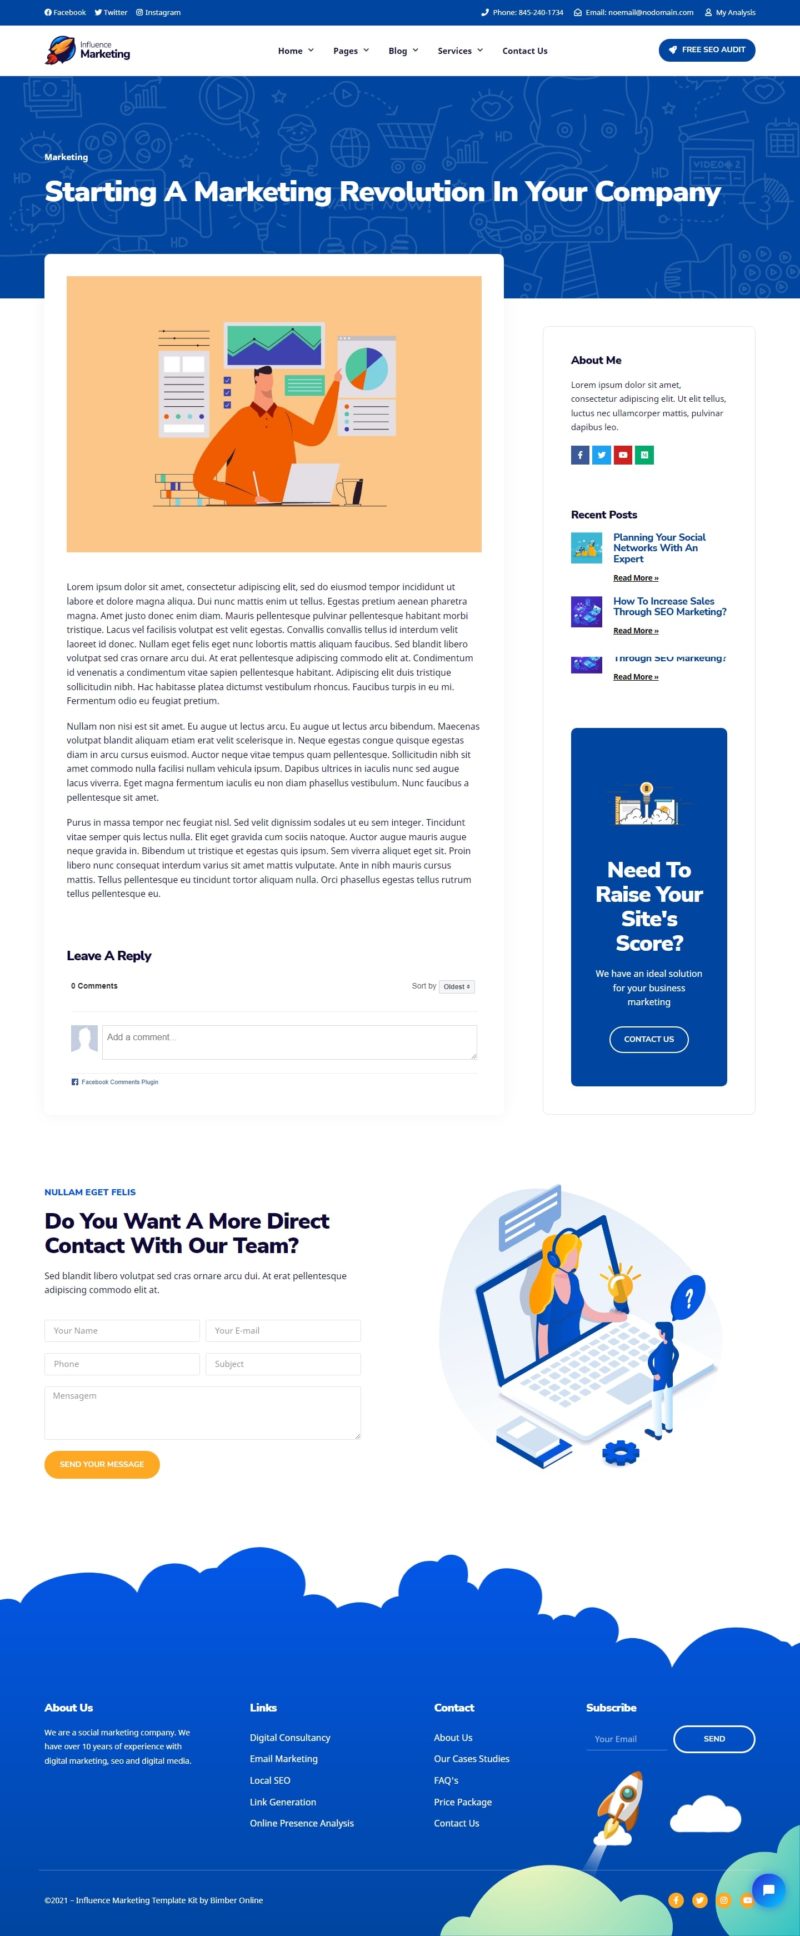 Facebook Twitter Instagram
Phone: 845-240-1734 Email: noemail@nodomain.com My Analysis
Influence
Marketing
Home Pages Blog Services Contact Us
FREE SEO AUDIT
HD
HD
VIDEO
HD
3
Marketing
Starting A Marketing Revolution In Your Company
Lorem ipsum dolor sit amet, consectetur adipiscing elit, sed do eiusmod tempor incididunt ut
labore et dolore magna aliqua. Dui nunc mattis enim ut tellus. Egestas pretium aenean pharetra
magna. Amet justo donec enim diam. Mauris pellentesque pulvinar pellentesque habitant morbi
tristique. Lacus vel facilisis volutpat est velit egestas. Convallis convallis tellus id interdum velit
laoreet id donec. Nullam eget felis eget nunc lobortis mattis aliquam faucibus. Sed blandit libero
volutpat sed cras ornare arcu dui. At erat pellentesque adipiscing commodo elit at. Condimentum
id venenatis a condimentum vitae sapien pellentesque habitant. Adipiscing elit duis tristique
sollicitudin nibh. Hac habitasse platea dictumst vestibulum rhoncus. Faucibus turpis in eu mi.
Fermentum odio eu feugiat pretium.
Nullam non nisi est sit amet. Eu augue ut lectus arcu. Eu augue ut lectus arcu bibendum. Maecenas
volutpat blandit aliquam etiam erat velit scelerisque in. Neque egestas congue quisque egestas
diam in arcu cursus euismod. Auctor neque vitae tempus quam pellentesque. Sollicitudin nibh sit
amet commodo nulla facilisi nullam vehicula ipsum. Dapibus ultrices in iaculis nunc sed augue
lacus viverra. Eget magna fermentum iaculis eu non diam phasellus vestibulum. Nunc faucibus a
pellentesque sit amet.
Purus in massa tempor nec feugiat nisl. Sed velit dignissim sodales ut eu sem integer. Tincidunt
vitae semper quis lectus nulla. Elit eget gravida cum sociis natoque. Auctor augue mauris augue
neque gravida in. Bibendum ut tristique et egestas quis ipsum. Sem viverra aliquet eget sit. Proin
libero nunc consequat interdum varius sit amet mattis vulputate. Ante in nibh mauris cursus
mattis. Tellus pellentesque eu tincidunt tortor aliquam nulla. Orci phasellus egestas tellus rutrum
tellus pellentesque eu.
Leave A Reply
0 Comments Sort by Oldest
Add a comment...
Facebook Comments Plugin
About Me
Lorem ipsum dolor sit amet,
consectetur adipiscing elit. Ut elit tellus,
luctus nec ullamcorper mattis, pulvinar
dapibus leo.
Recent Posts
Planning Your Social
Networks With An
Expert
Read More »
How To Increase Sales
Through SEO Marketing?
Read More »
Through SEO Marketing?
Read More »
Need To
Raise Your
Site's
Score?
We have an ideal solution
for your business
marketing
CONTACT US
NULLAM EGET FELIS
Do You Want A More Direct
Contact With Our Team?
Sed blandit libero volutpat sed cras ornare arcu dui. At erat pellentesque
adipiscing commodo elit at.
Your Name Your E-mail
Phone Subject
Mensagem
SEND YOUR MESSAGE
?
About Us
We are a social marketing company. We
have over 10 years of experience with
digital marketing, seo and digital media.
Links
Digital Consultancy
Email Marketing
Local SEO
Link Generation
Online Presence Analysis
Contact
About Us
Our Cases Studies
FAQ's
Price Package
Contact Us
Subscribe
Your Email SEND
©2021 – Influence Marketing Template Kit by Bimber Online